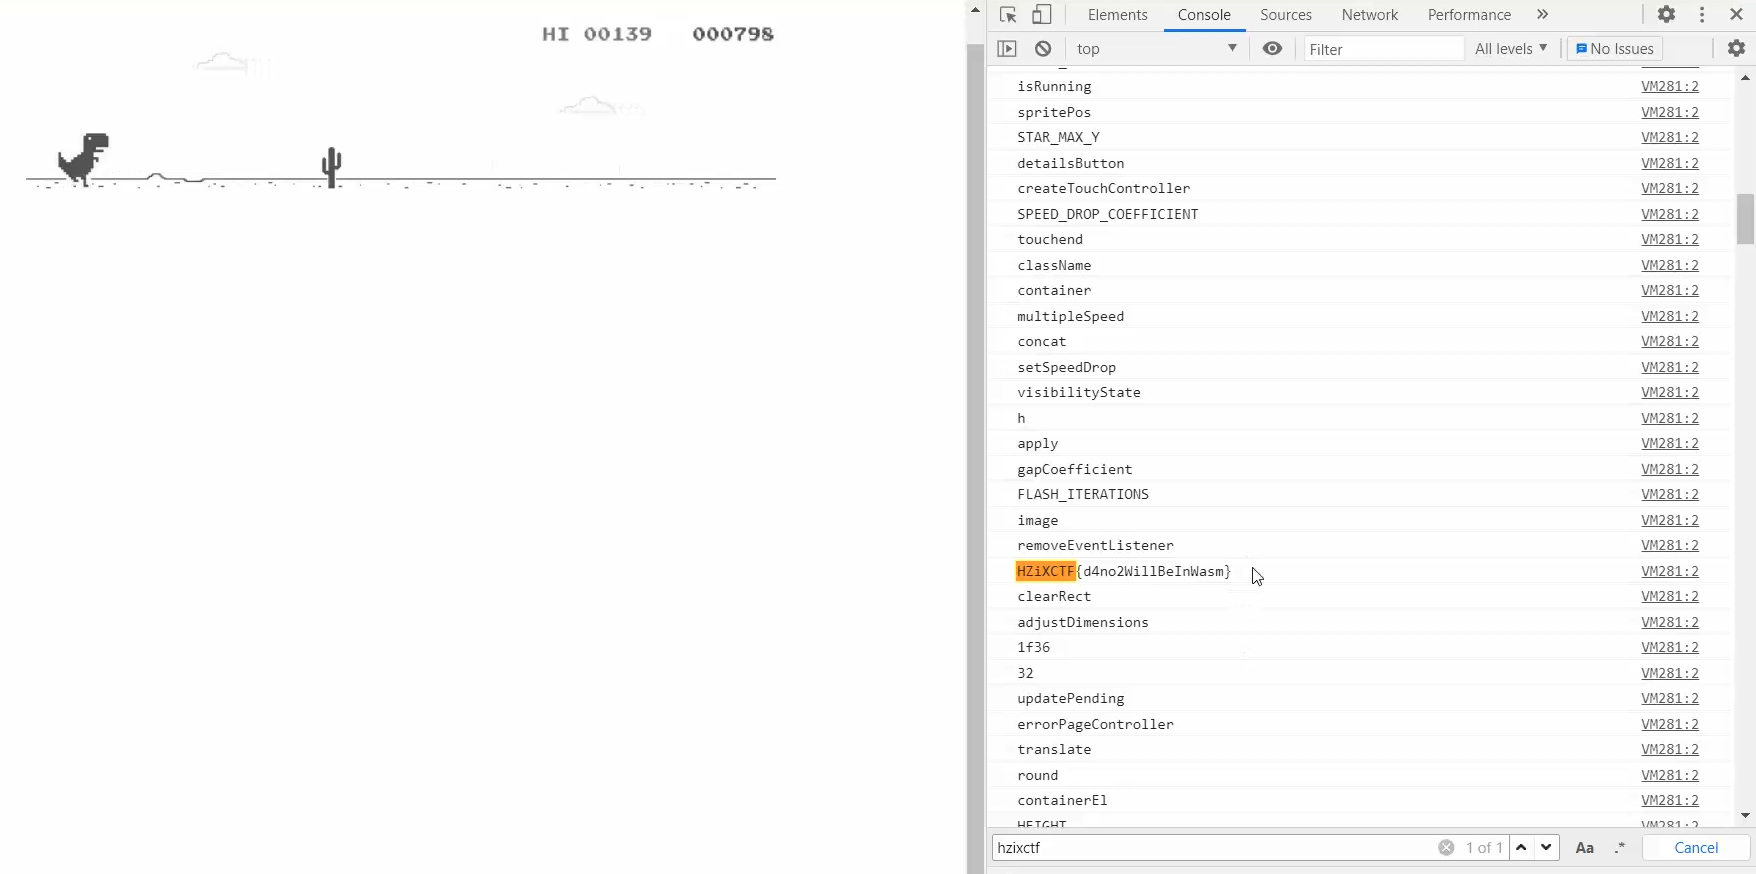 HI 00139 000798
Elements Console Sources Network Performance
top Filter All levels No Issues
isRunning VM281:2
spritePos VM281:2
STAR_MAX_Y VM281:2
detailsButton VM281:2
createTouchController VM281:2
SPEED_DROP_COEFFICIENT VM281:2
touchend VM281:2
className VM281:2
container VM281:2
multipleSpeed VM281:2
concat VM281:2
setSpeedDrop VM281:2
visibilityState VM281:2
h VM281:2
apply VM281:2
gapCoefficient VM281:2
FLASH_ITERATIONS VM281:2
image VM281:2
removeEventListener VM281:2
HZiXCTF{d4no2WillBeInWasm} VM281:2
clearRect VM281:2
adjustDimensions VM281:2
1f36 VM281:2
32 VM281:2
updatePending VM281:2
errorPageController VM281:2
translate VM281:2
round VM281:2
containerEl VM281:2
HEIGHT VM281:2
hzixctf 1 of 1 Aa .* Cancel